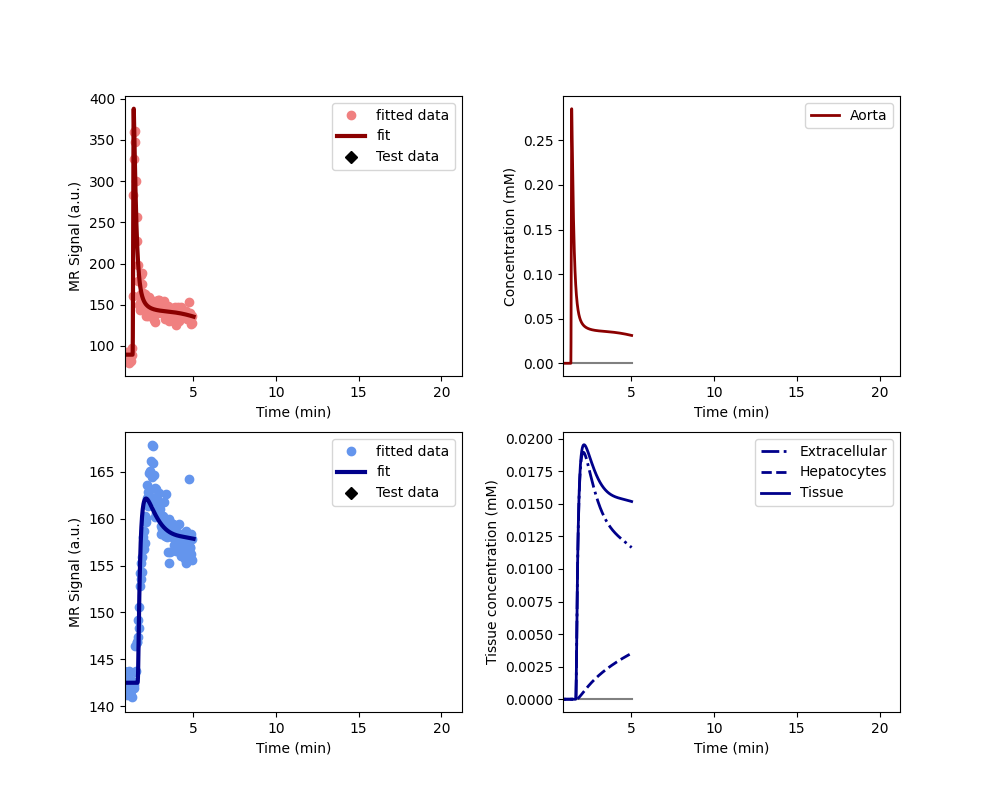 400
350
300
250
200
150
100
MR Signal (a.u.)
5
10
15
20
Time (min)
fitted data
fit
Test data
0.25
0.20
0.15
0.10
0.05
0.00
Concentration (mM)
5
10
15
20
Time (min)
Aorta
165
160
155
150
145
140
MR Signal (a.u.)
5
10
15
20
Time (min)
fitted data
fit
Test data
0.0200
0.0175
0.0150
0.0125
0.0100
0.0075
0.0050
0.0025
0.0000
Tissue concentration (mM)
5
10
15
20
Time (min)
Extracellular
Hepatocytes
Tissue